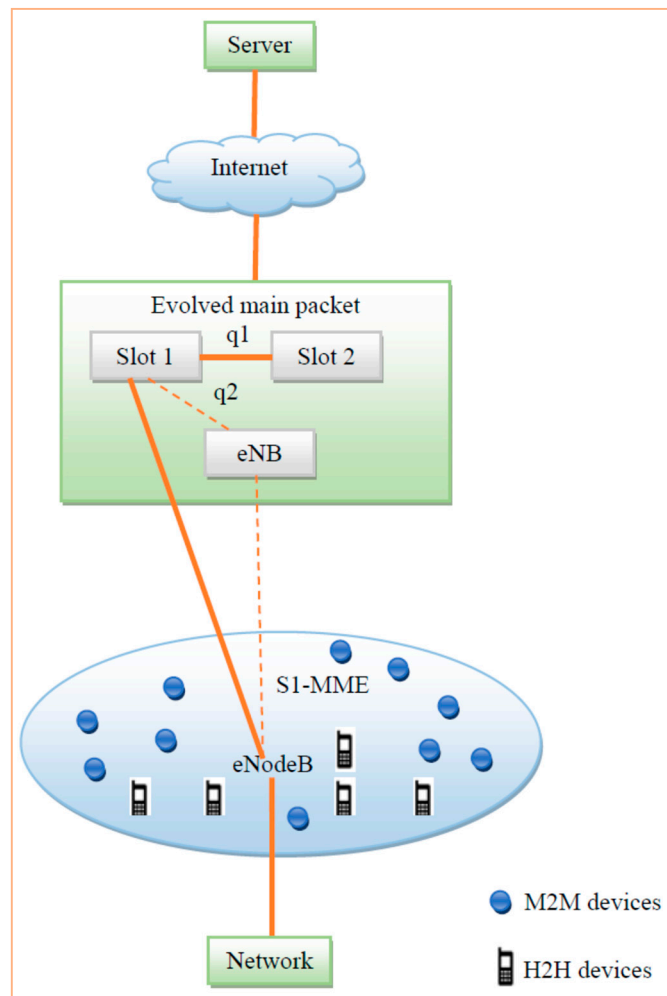 Server
Internet
Evolved main packet
q1
Slot 1
Slot 2
q2
eNB
S1-MME
eNodeB
M2M devices
Network
H2H devices